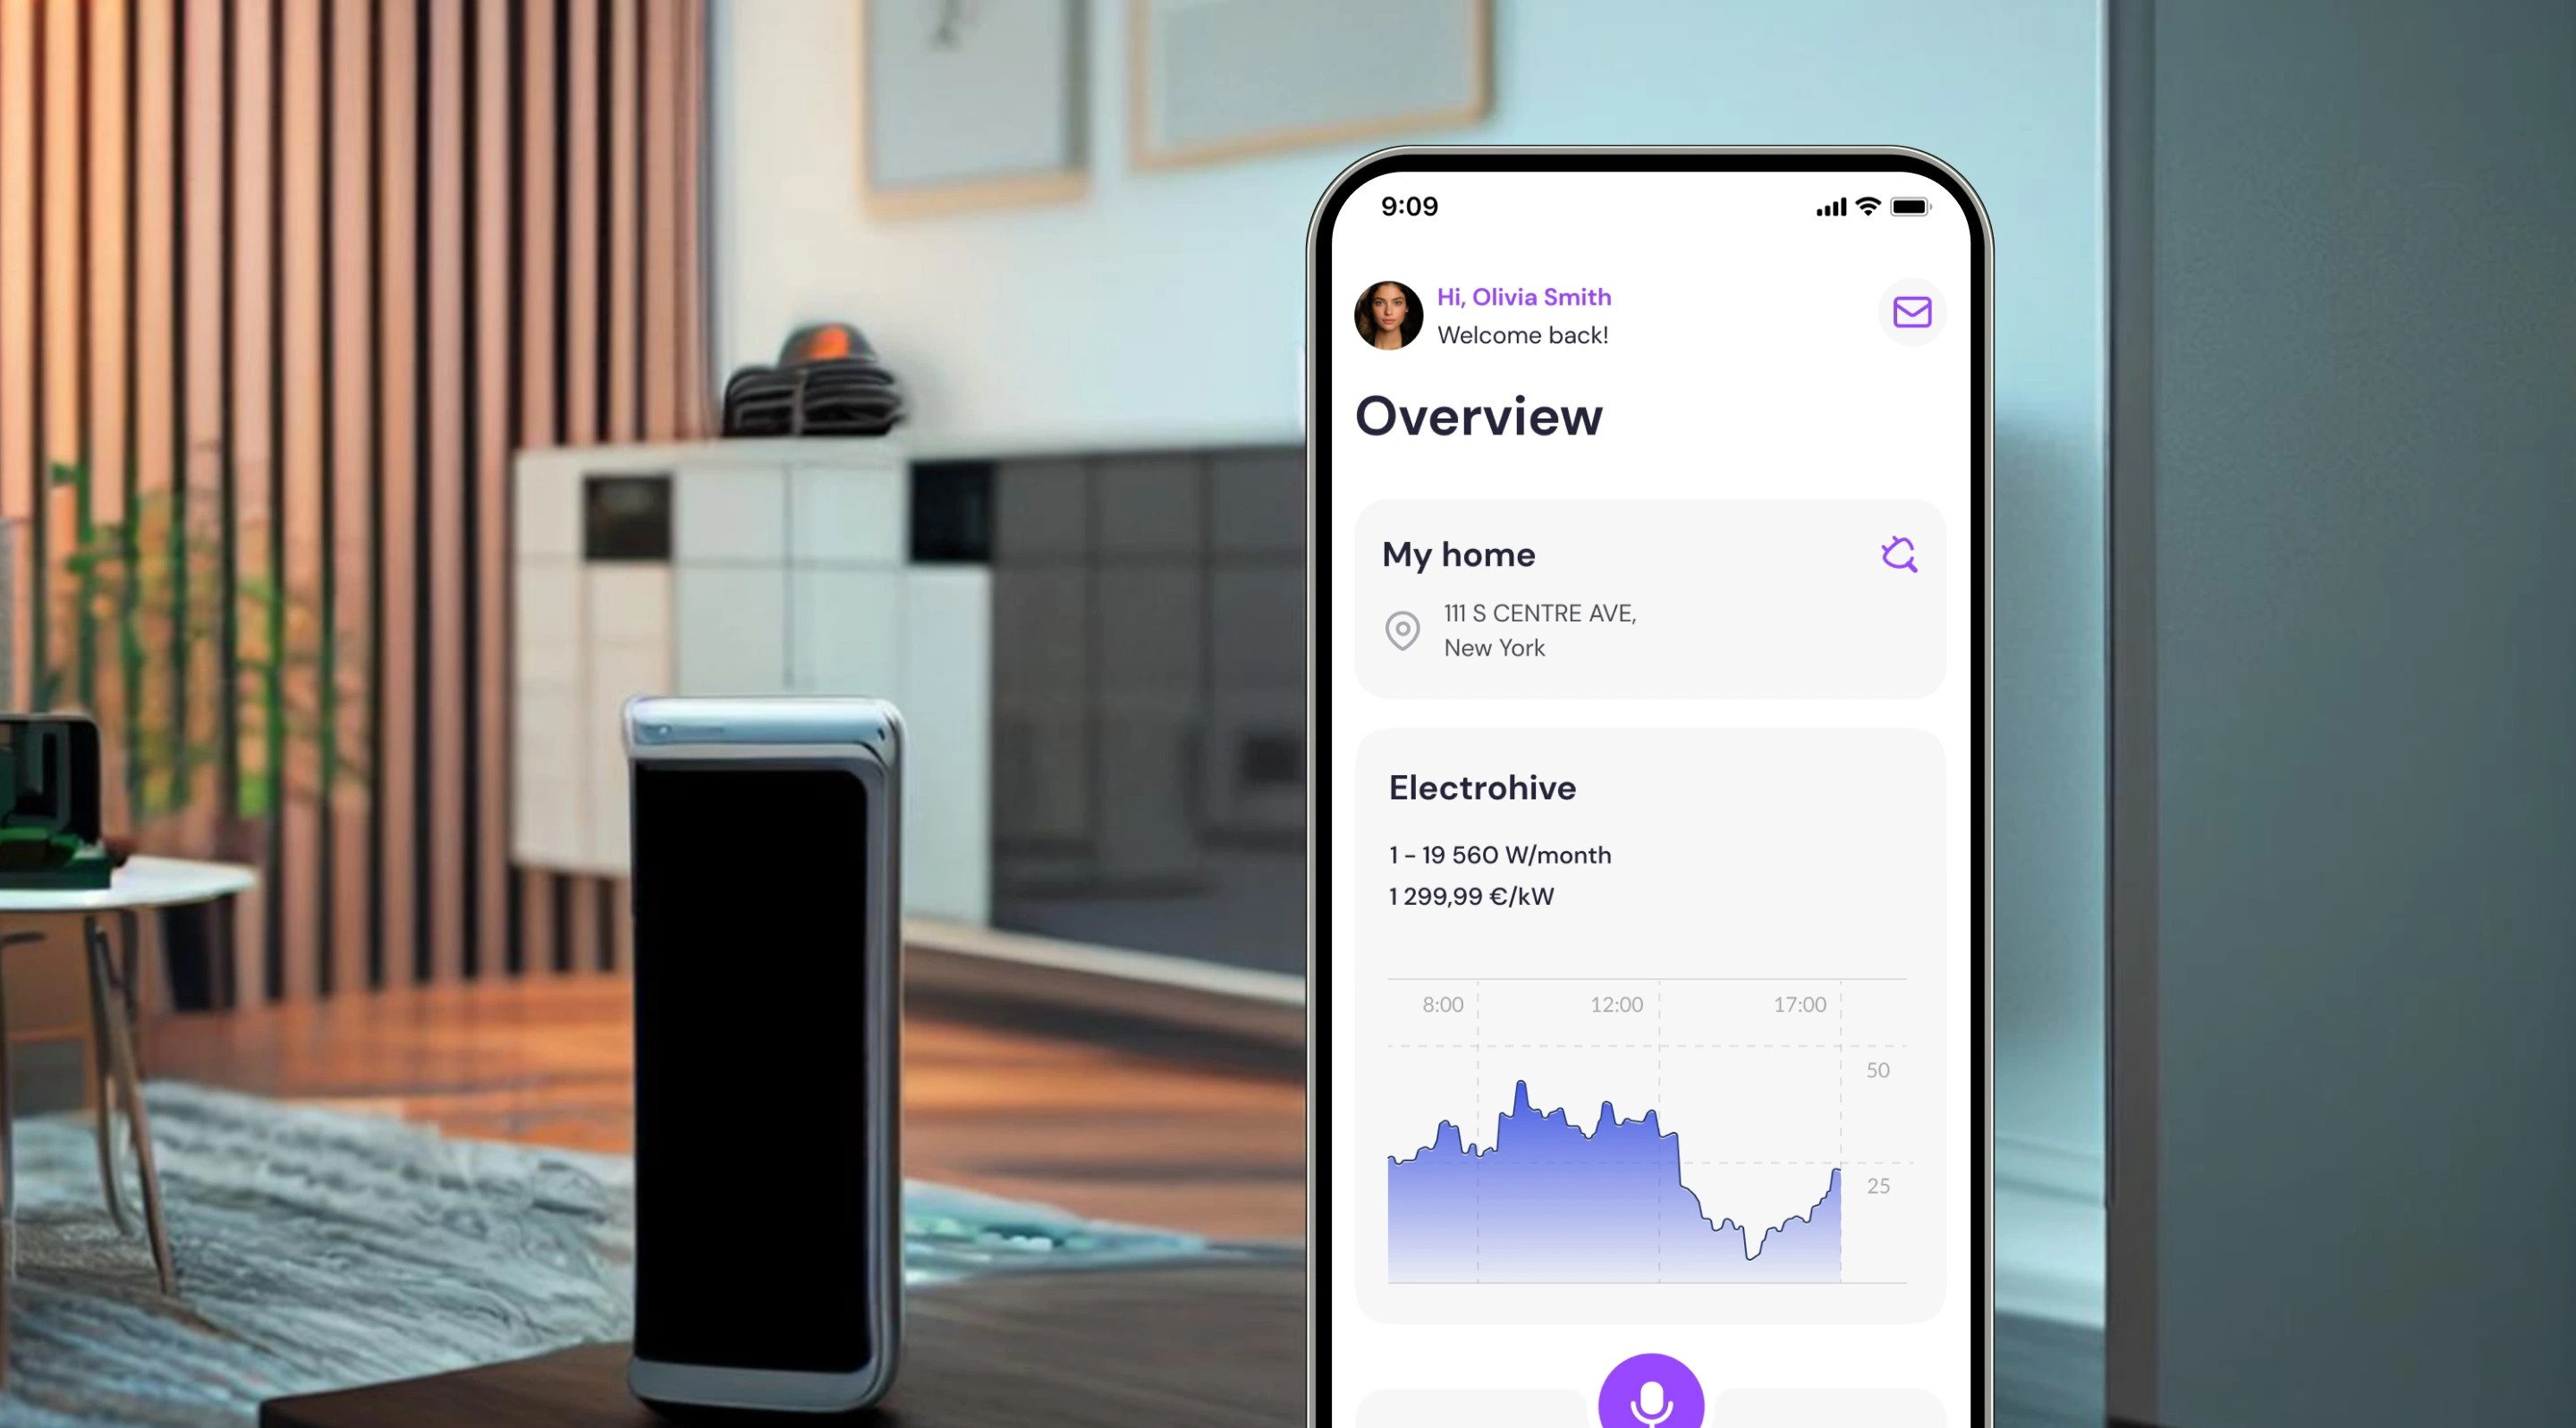 9:09
Hi, Olivia Smith
Welcome back!
Overview
My home
111 S CENTRE AVE,
New York
Electrohive
1 - 19 560 W/month
1 299,99 €/kW
8:00 12:00 17:00
50
25